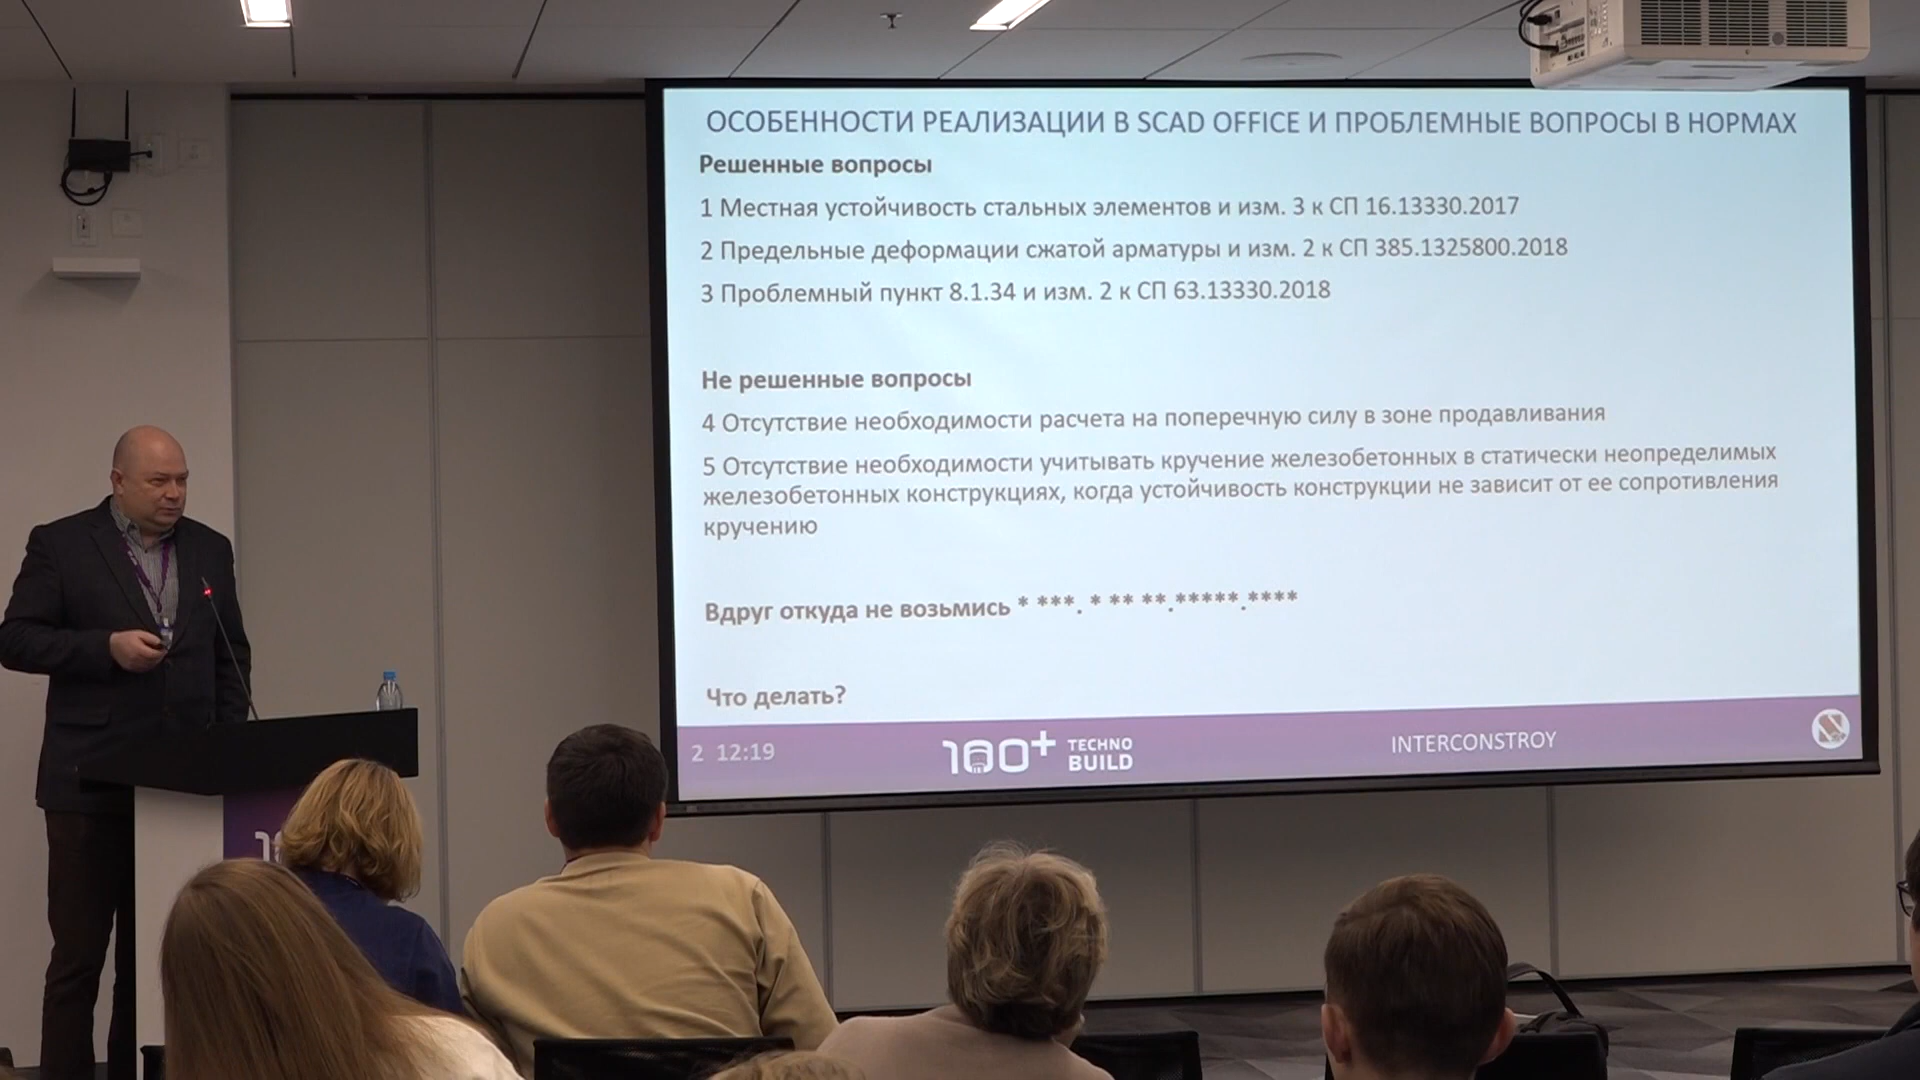 ОСОБЕННОСТИ РЕАЛИЗАЦИИ В SCAD OFFICE И ПРОБЛЕМНЫЕ ВОПРОСЫ В НОРМАХ
Решенные вопросы
1 Местная устойчивость стальных элементов и изм. 3 к СП 16.13330.2017
2 Предельные деформации сжатой арматуры и изм. 2 к СП 385.1325800.2018
3 Проблемный пункт 8.1.34 и изм. 2 к СП 63.13330.2018
Не решенные вопросы
4 Отсутствие необходимости расчета на поперечную силу в зоне продавливания
5 Отсутствие необходимости учитывать кручение железобетонных в статически неопределимых
железобетонных конструкциях, когда устойчивость конструкции не зависит от ее сопротивления
кручению
Вдруг откуда не возьмись * ***. * ** **.*****.****
Что делать?
2 12:19
100+ TECHNO
BUILD
INTERCONSTROY